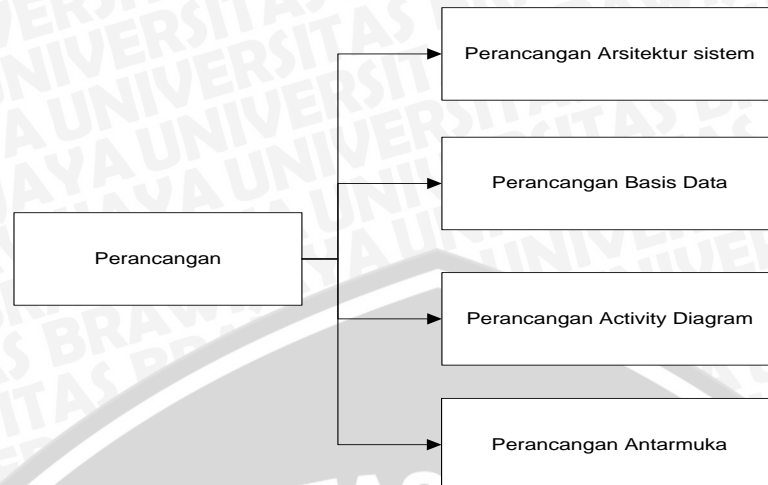 Perancangan Arsitektur sistem
Perancangan Basis Data
Perancangan
Perancangan Activity Diagram
Perancangan Antarmuka